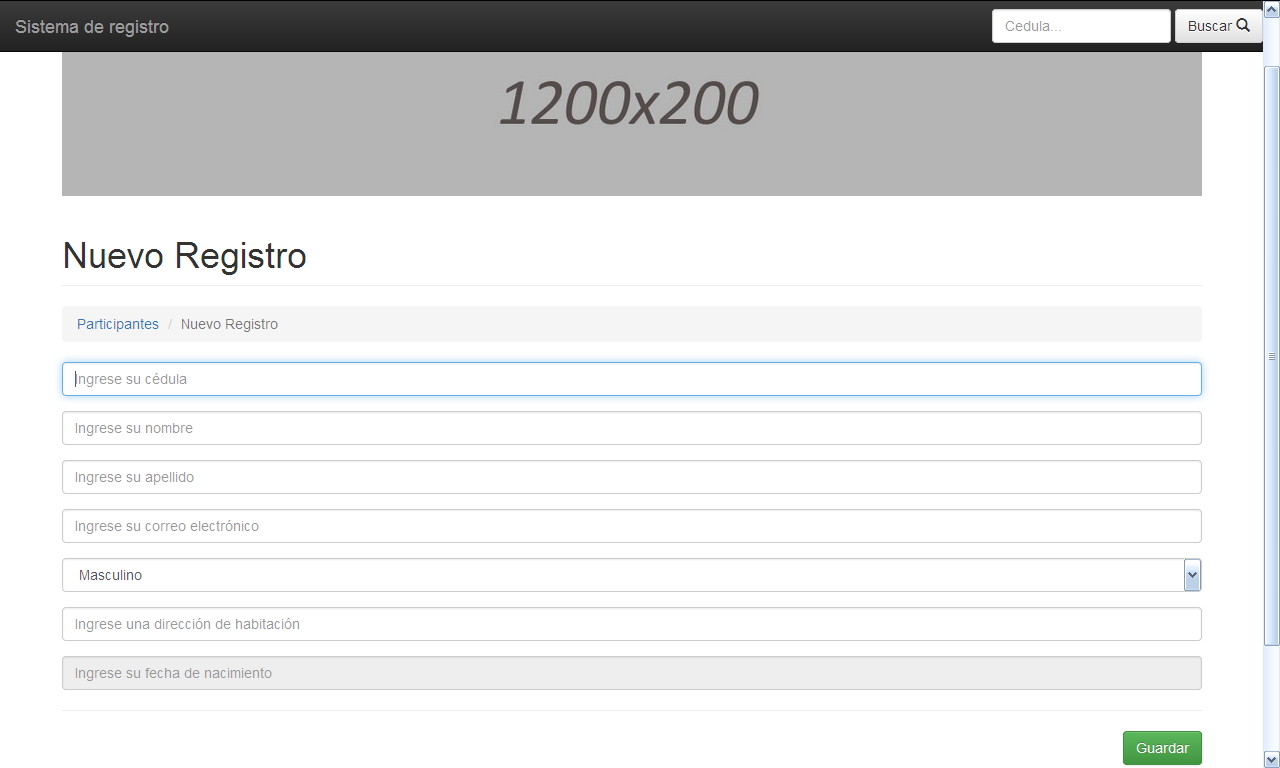 Sistema de registro
Cedula...
Buscar
1200x200
Nuevo Registro
Participantes / Nuevo Registro
Ingrese su cédula
Ingrese su nombre
Ingrese su apellido
Ingrese su correo electrónico
Masculino
Ingrese una dirección de habitación
Ingrese su fecha de nacimiento
Guardar